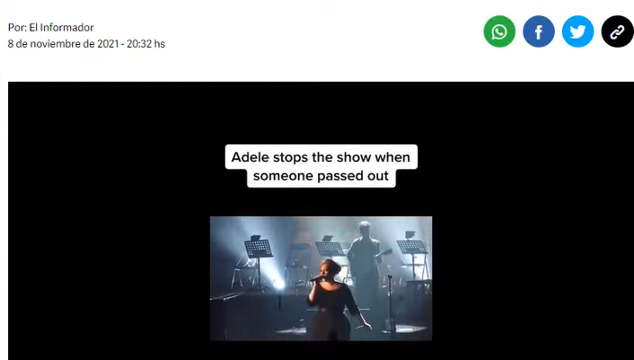 Por: El Informador
8 de noviembre de 2021 - 20:32 hs
Adele stops the show when
someone passed out